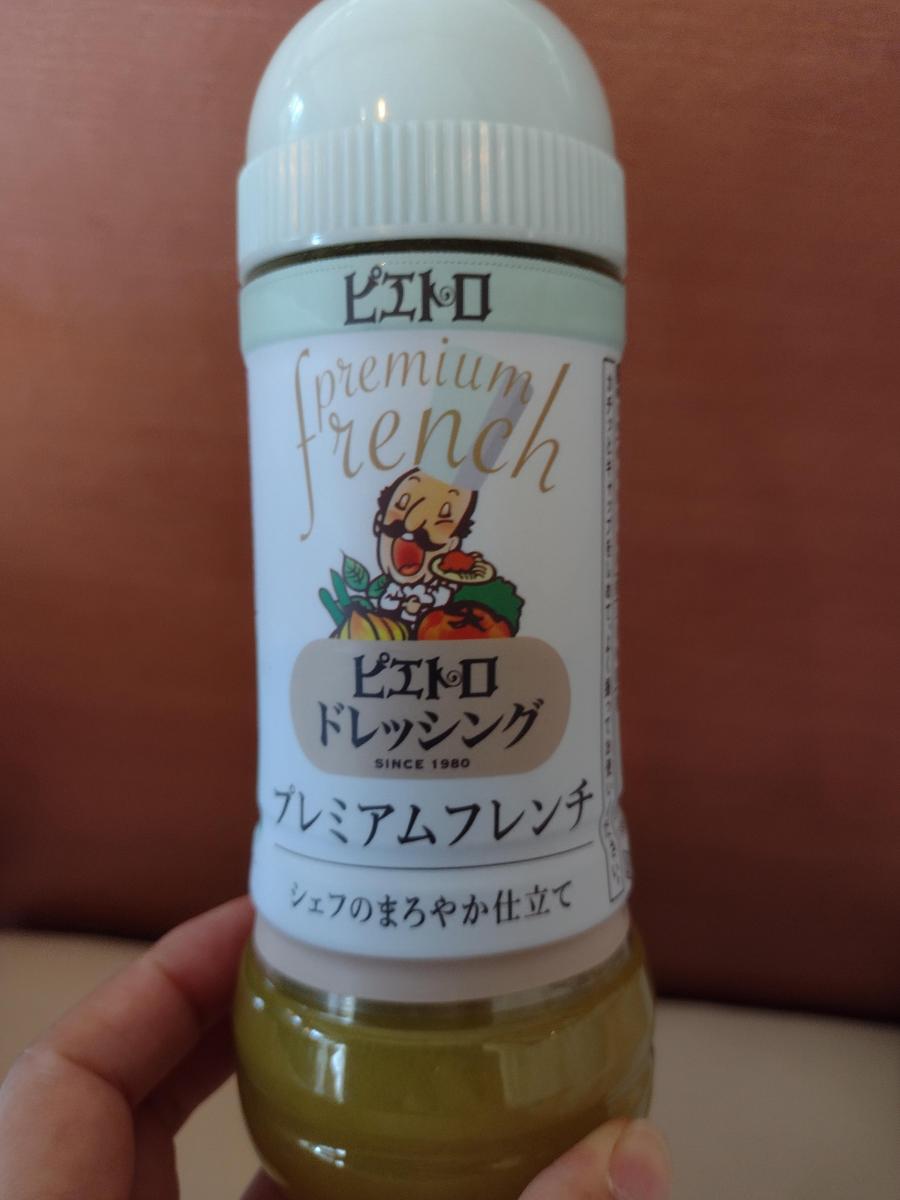 ピエトロ
premium
french
ピエトロ
ドレッシング
SINCE 1980
プレミアムフレンチ
シェフのまろやか仕立て